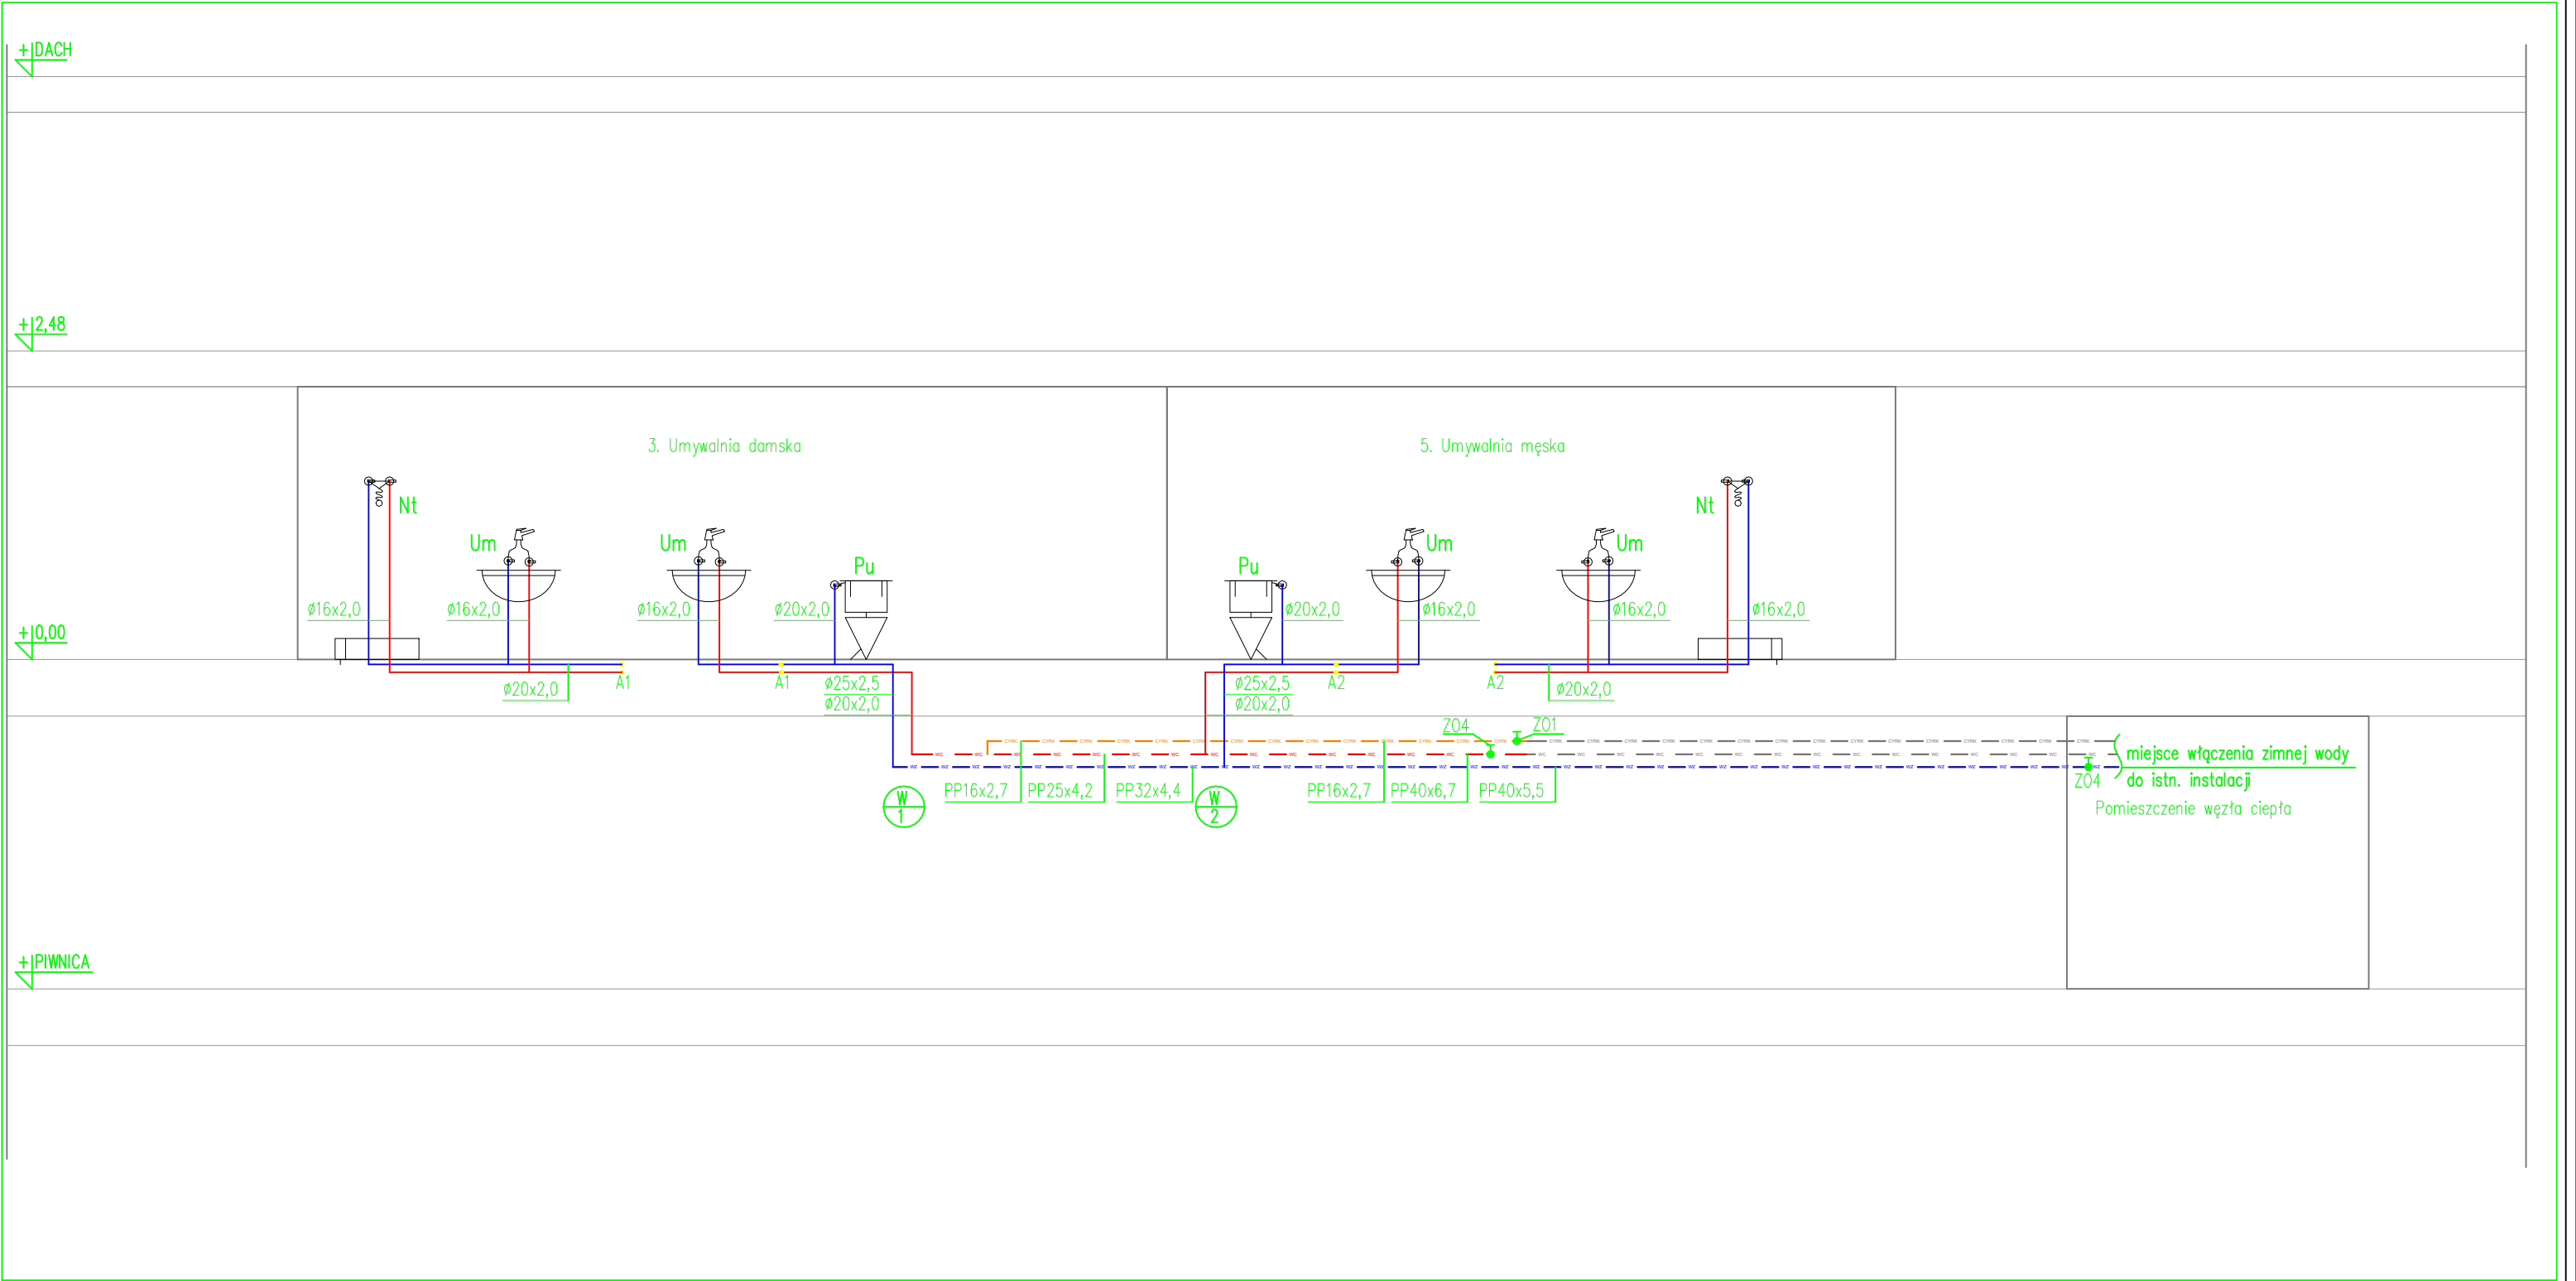 +DACH
+2,48
3. Umywalnia damska
5. Umywalnia męska
Nt
Nt
Um
Um
Um
Um
Pu
Pu
ø16x2,0
ø16x2,0
ø16x2,0
ø20x2,0
ø20x2,0
ø16x2,0
ø16x2,0
ø16x2,0
+0,00
ø20x2,0
A1
A1
ø25x2,5
ø20x2,0
ø25x2,5
ø20x2,0
A2
A2
ø20x2,0
Z04
Z01
CYRK
WC
WZ
miejsce włączenia zimnej wody
do istn. instalacji
Z04
Pomieszczenie węzła ciepła
W
1
PP16x2,7
PP25x4,2
PP32x4,4
W
2
PP16x2,7
PP40x6,7
PP40x5,5
+PIWNICA